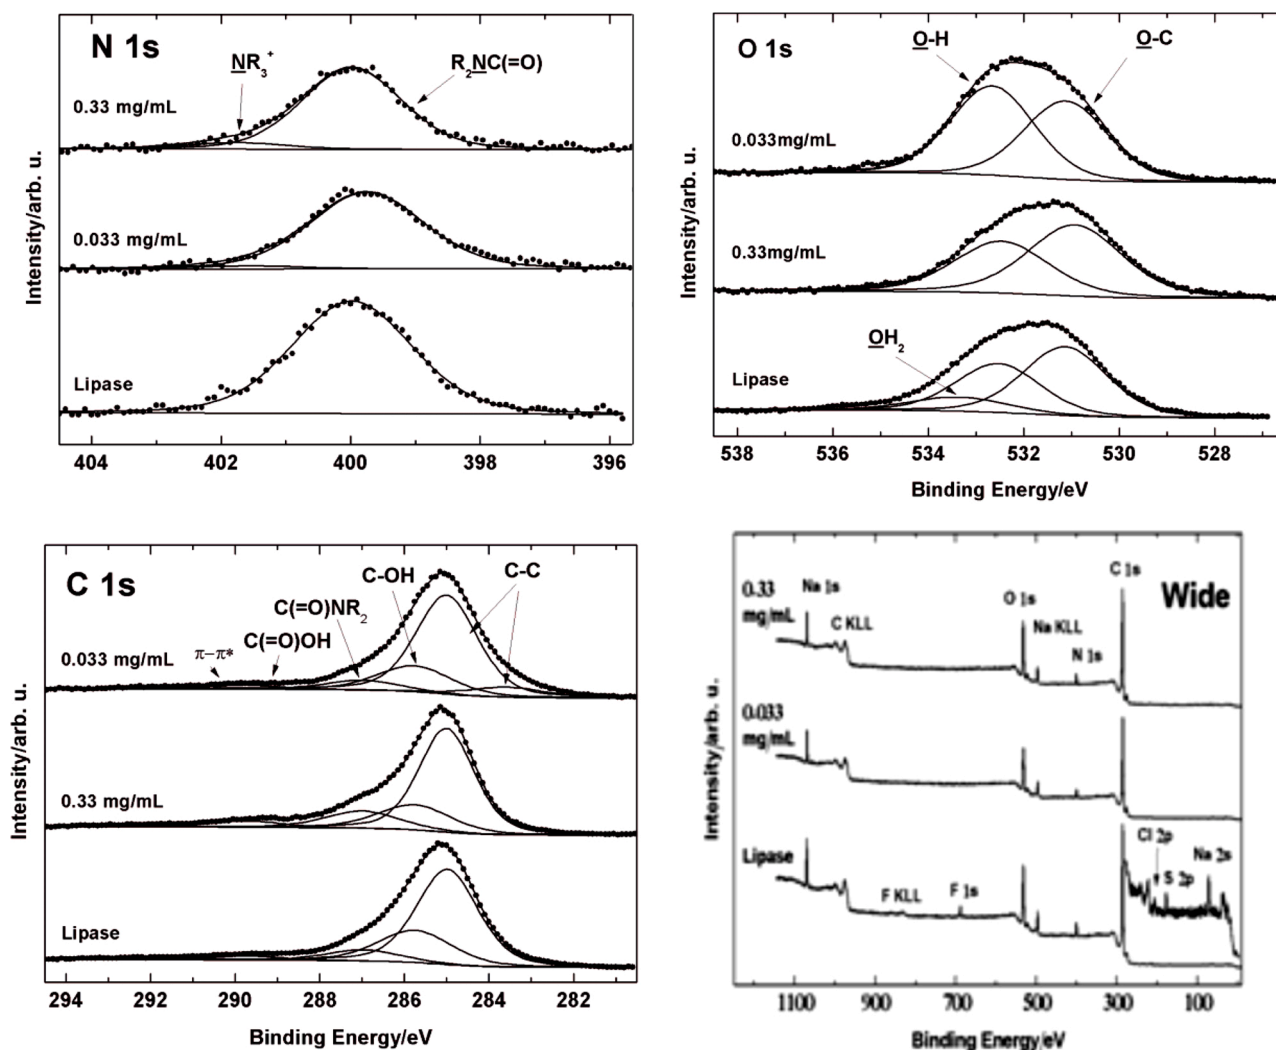 N 1s
NR3+
R2NC(=O)
0.33 mg/mL
0.033 mg/mL
Lipase
Intensity/arb. u.
404 402 400 398 396
O 1s
O-H
O-C
0.033mg/mL
0.33mg/mL
OH2
Lipase
Intensity/arb. u.
538 536 534 532 530 528
Binding Energy/eV
C 1s
C-OH
C-C
C(=O)NR2
C(=O)OH
π−π*
0.033 mg/mL
0.33 mg/mL
Lipase
Intensity/arb. u.
294 292 290 288 286 284 282
Binding Energy/eV
Wide
C 1s
0.33
mg/mL
Na 1s
C KLL
O 1s
Na KLL
N 1s
0.033
mg/mL
Lipase
F KLL
F 1s
Cl 2p
S 2p
Na 2s
Intensity/arb. u.
1100 900 700 500 300 100
Binding Energy/eV